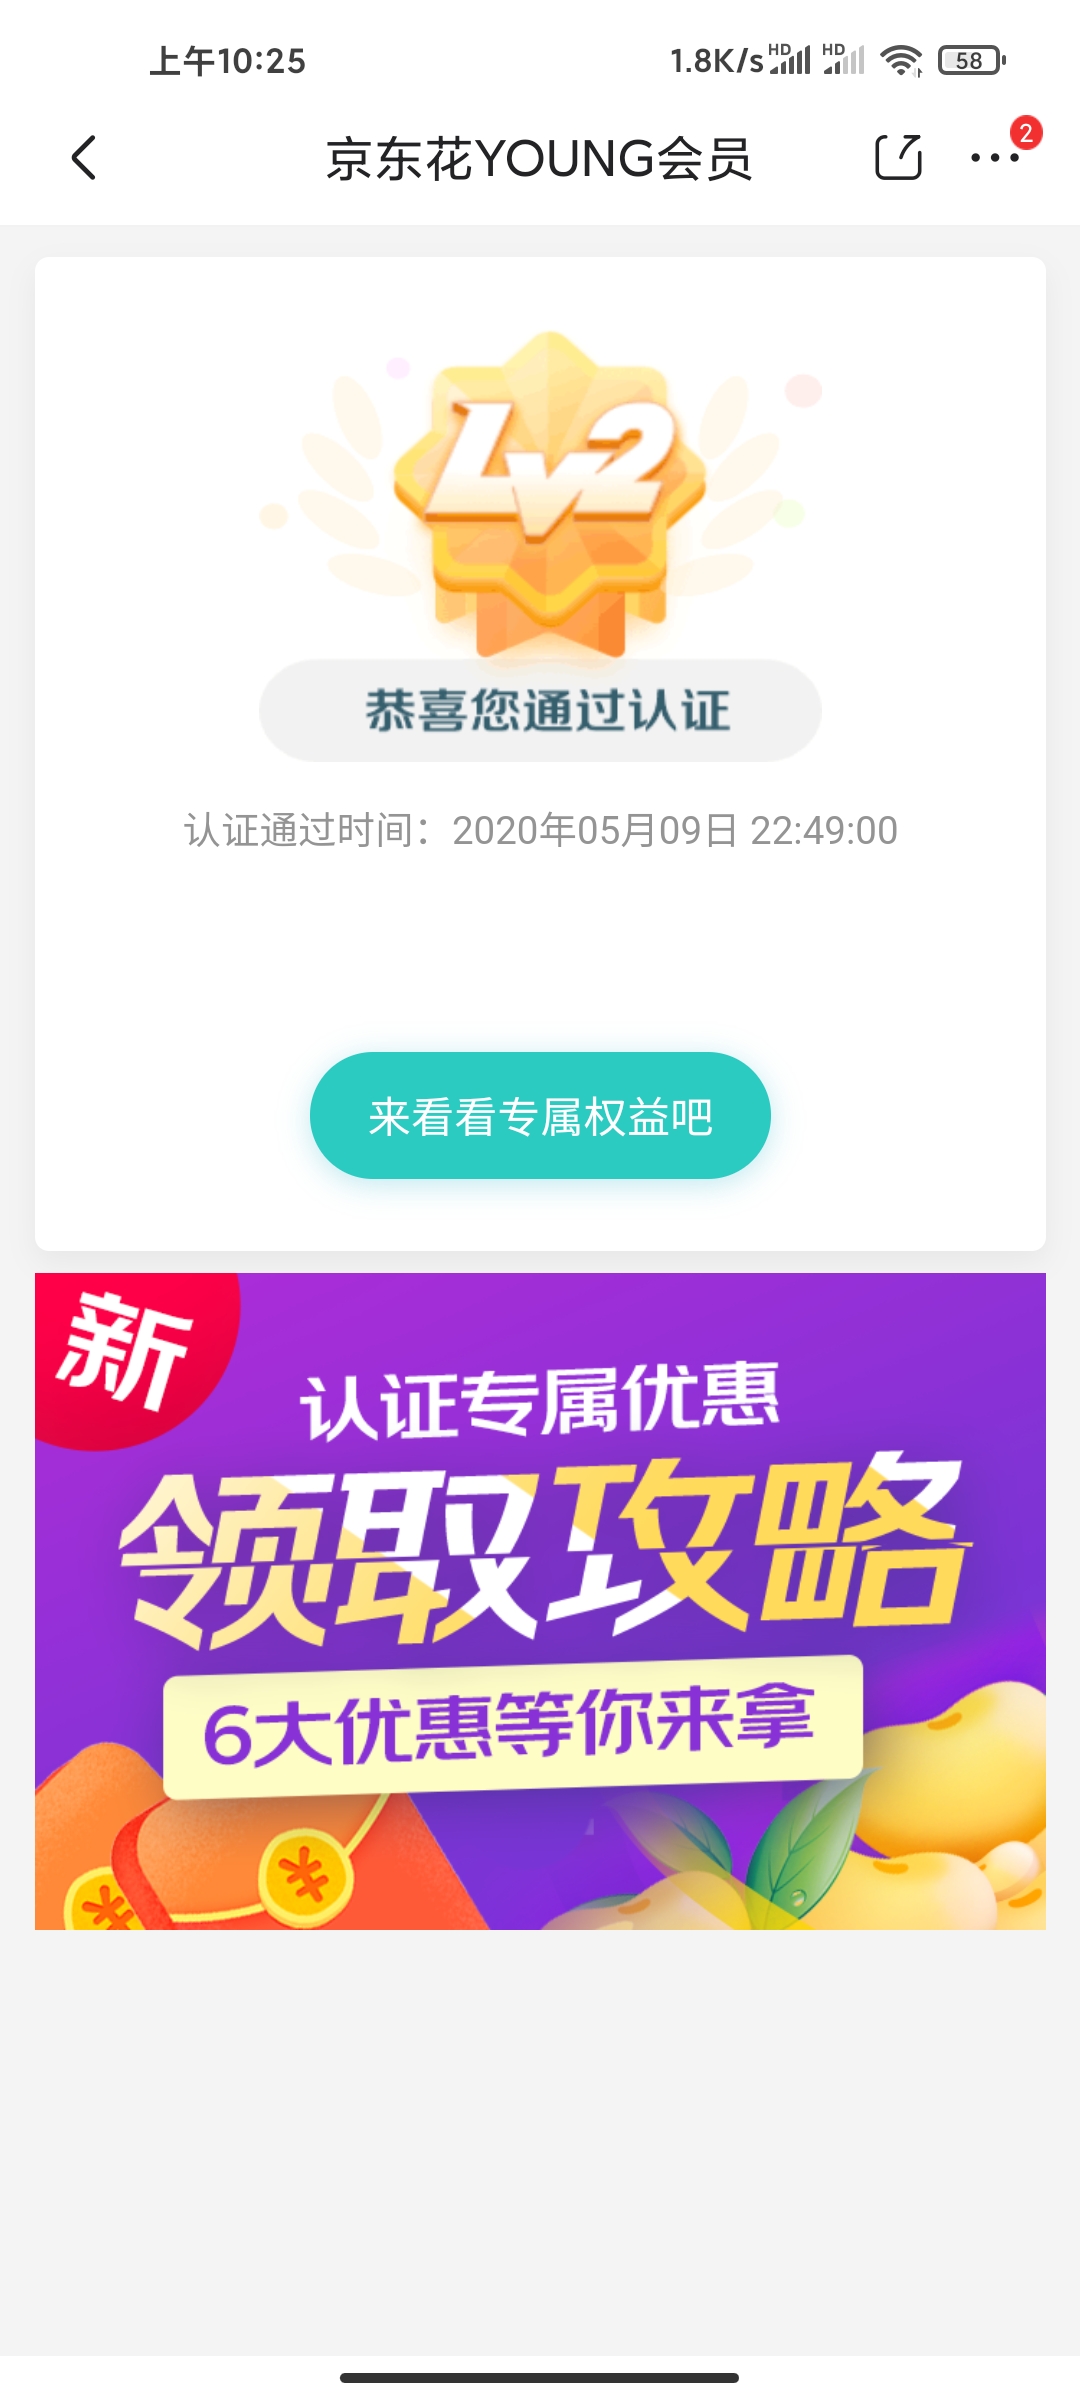 上午10:25
1.8K/s HD HD 58
京东花YOUNG会员
2
Lv2
恭喜您通过认证
认证通过时间：2020年05月09日 22:49:00
来看看专属权益吧
新
认证专属优惠
领取攻略
6大优惠等你来拿